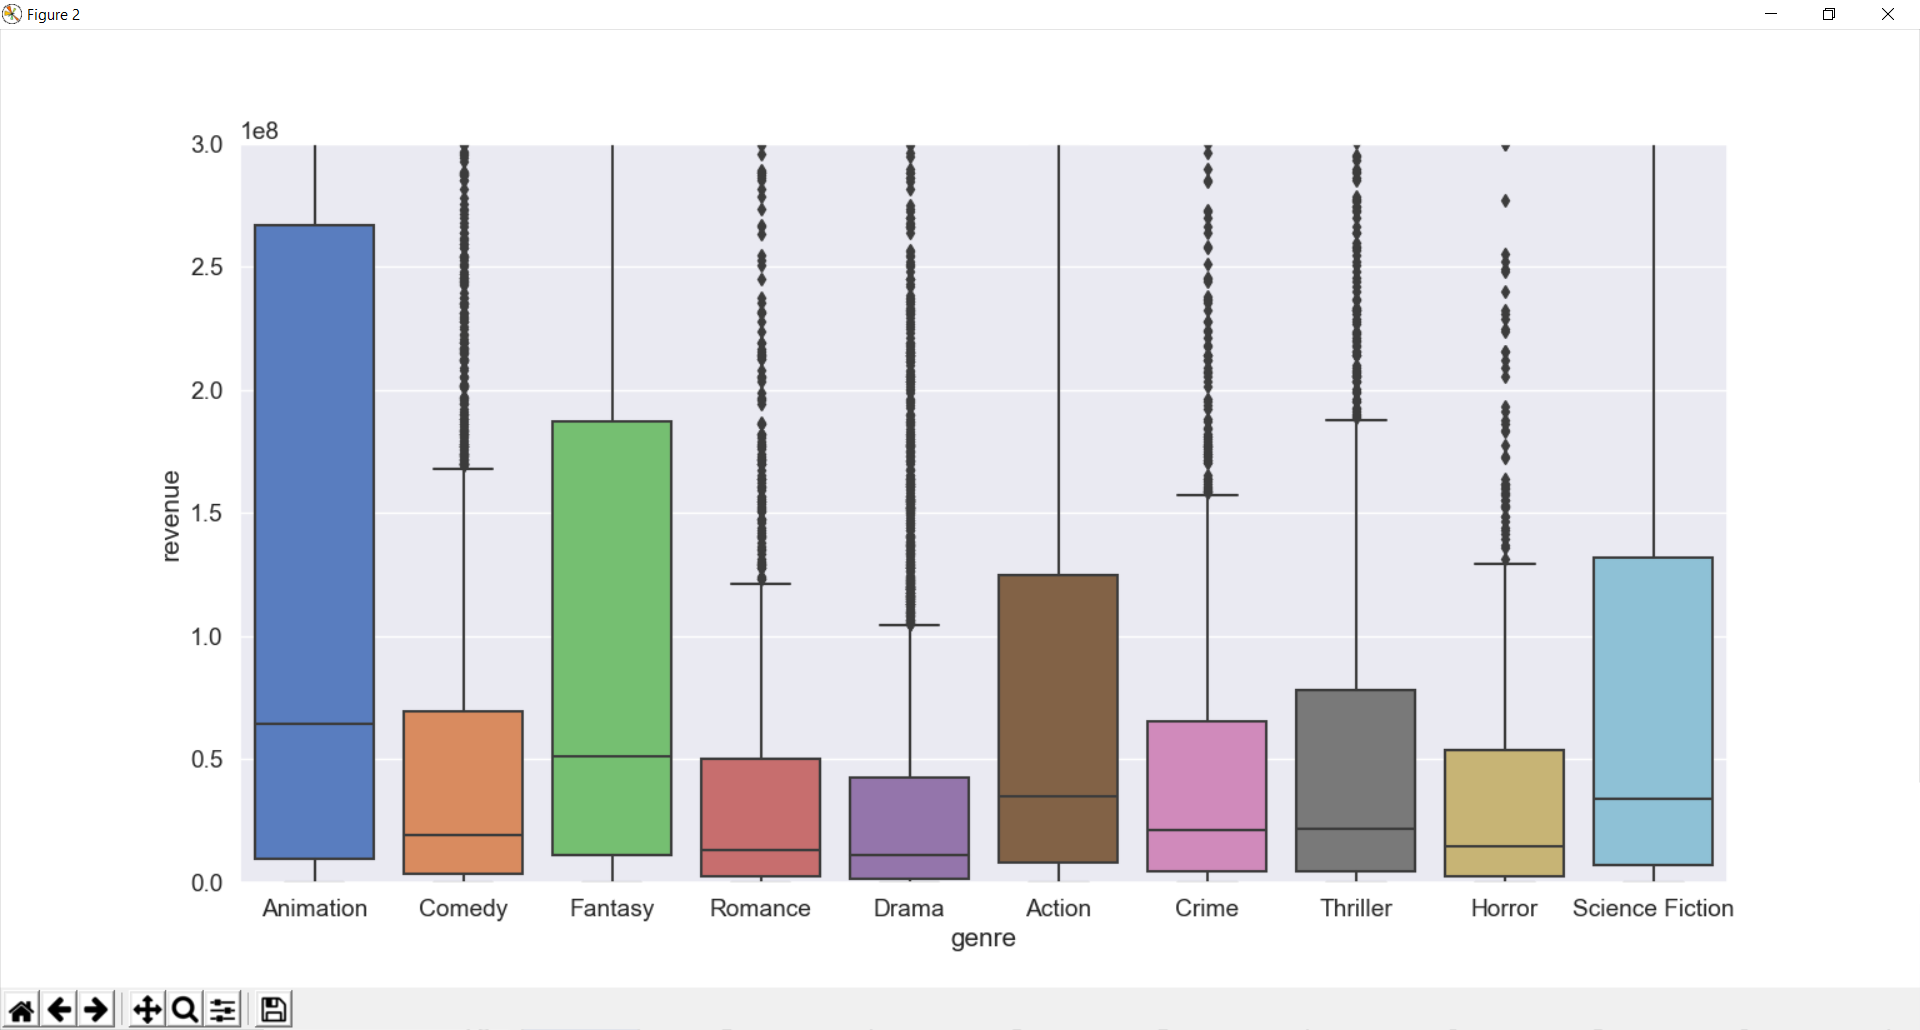 Figure 2
1e8
3.0
2.5
2.0
1.5
1.0
0.5
0.0
revenue
Animation Comedy Fantasy Romance Drama Action Crime Thriller Horror Science Fiction
genre